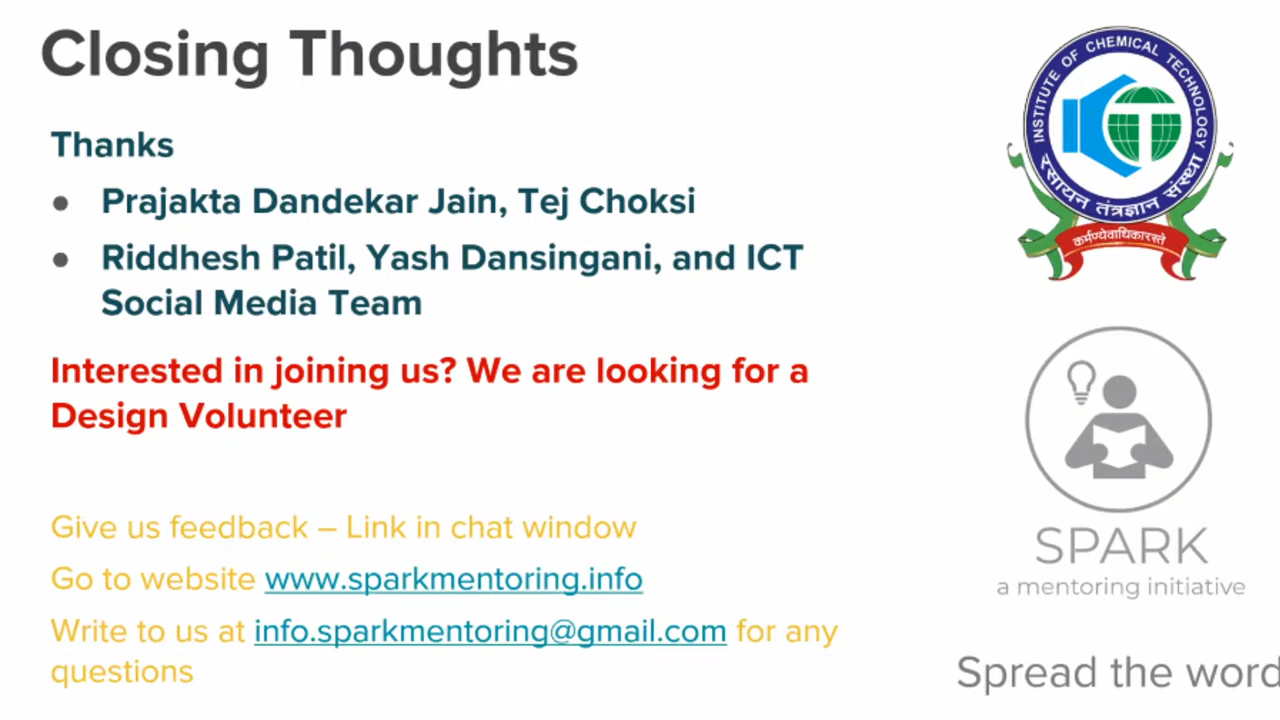 Closing Thoughts
Thanks
● Prajakta Dandekar Jain, Tej Choksi
● Riddhesh Patil, Yash Dansingani, and ICT
Social Media Team
Interested in joining us? We are looking for a
Design Volunteer
Give us feedback – Link in chat window
Go to website www.sparkmentoring.info
Write to us at info.sparkmentoring@gmail.com for any
questions
INSTITUTE OF CHEMICAL TECHNOLOGY
ICT
रसायन तंत्रज्ञान संस्था
कर्मण्येवाधिकारस्ते
SPARK
a mentoring initiative
Spread the word